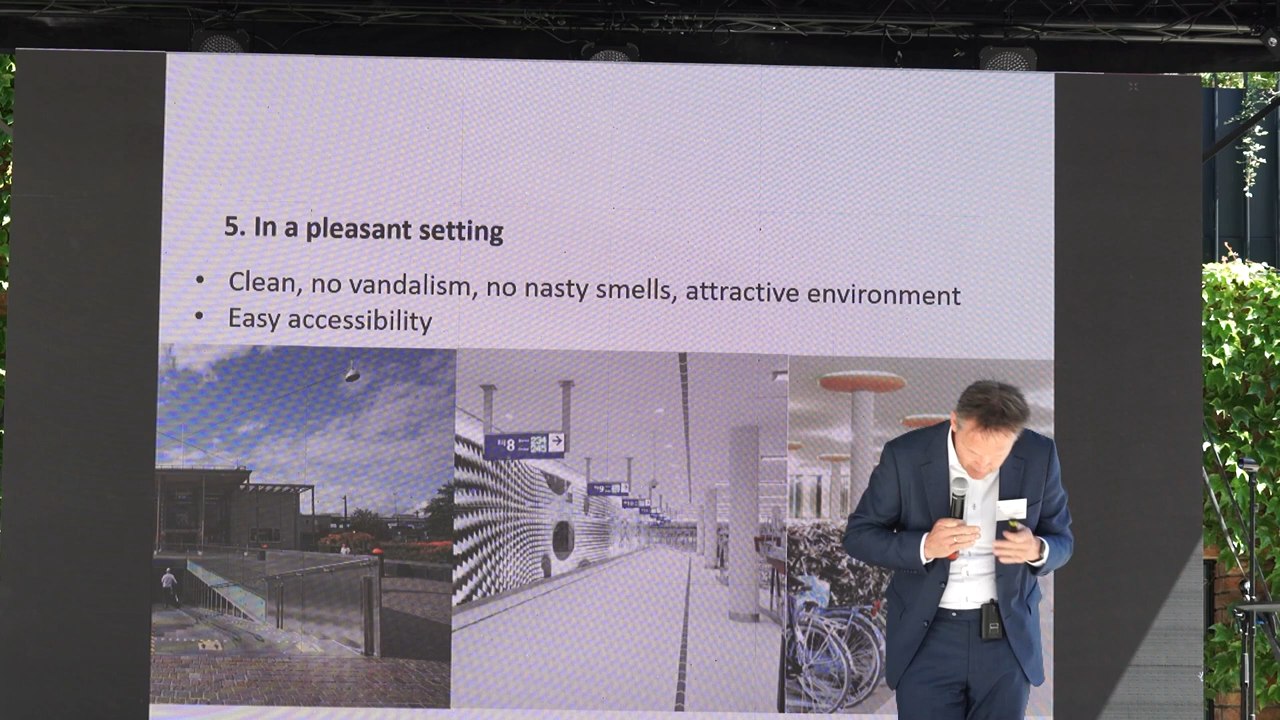 5. In a pleasant setting
• Clean, no vandalism, no nasty smells, attractive environment
• Easy accessibility
8